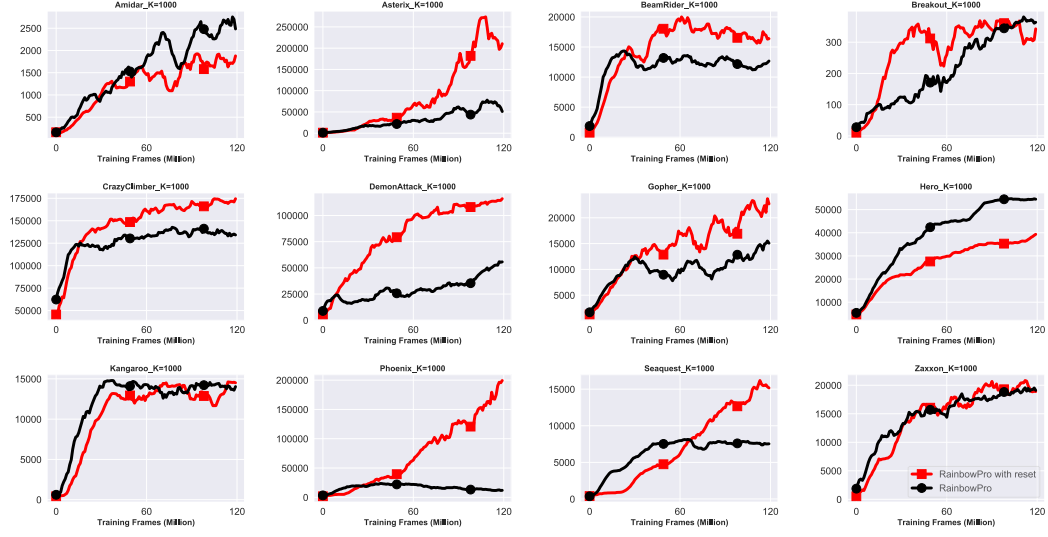 Amidar_K=1000
2500
2000
1500
1000
500
0 60 120
Training Frames (Million)
Asterix_K=1000
250000
200000
150000
100000
50000
0
0 60 120
Training Frames (Million)
BeamRider_K=1000
20000
17500
15000
12500
10000
7500
5000
2500
0
0 60 120
Training Frames (Million)
Breakout_K=1000
300
200
100
0
0 60 120
Training Frames (Million)
CrazyClimber_K=1000
175000
150000
125000
100000
75000
50000
0 60 120
Training Frames (Million)
DemonAttack_K=1000
100000
75000
50000
25000
0
0 60 120
Training Frames (Million)
Gopher_K=1000
20000
15000
10000
5000
0 60 120
Training Frames (Million)
Hero_K=1000
50000
40000
30000
20000
10000
0 60 120
Training Frames (Million)
Kangaroo_K=1000
15000
10000
5000
0
0 60 120
Training Frames (Million)
Phoenix_K=1000
200000
150000
100000
50000
0
0 60 120
Training Frames (Million)
Seaquest_K=1000
15000
10000
5000
0
0 60 120
Training Frames (Million)
Zaxxon_K=1000
20000
15000
10000
5000
0
0 60 120
Training Frames (Million)
RainbowPro with reset
RainbowPro